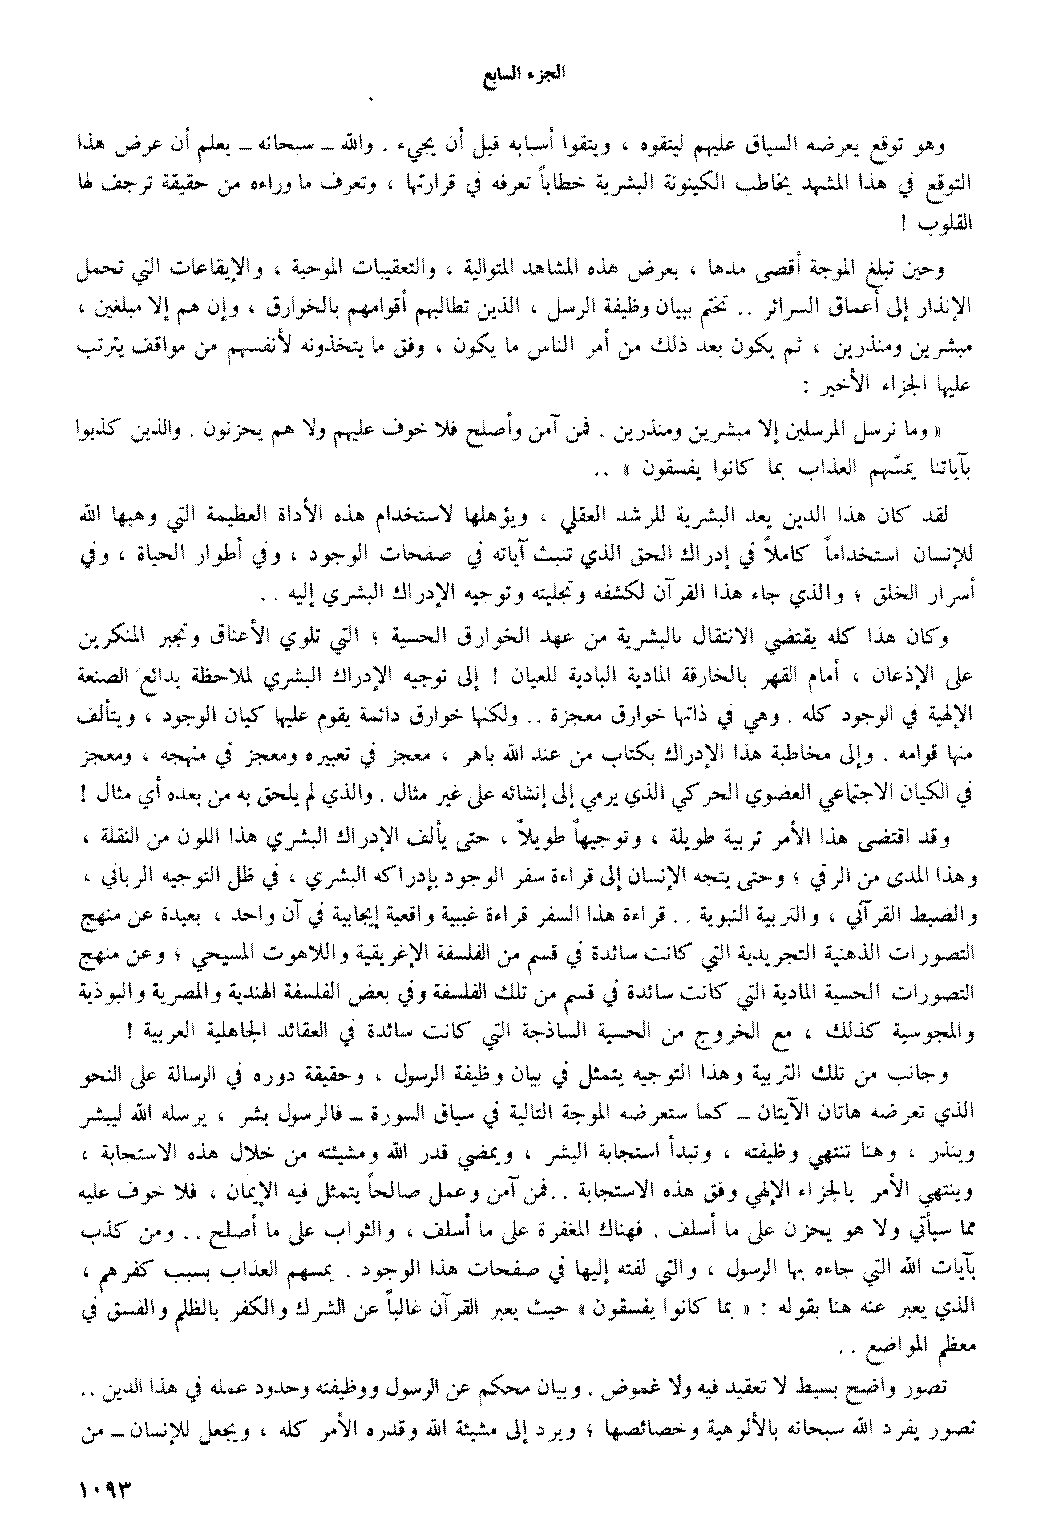 الجزء السابع
وهو توقع يعرضه السياق عليهم ليتقوه ، ويتقوا أسبابه قبل أن يجيء . والله ــ سبحانه ــ يعلم أن عرض هذا
التوقع في هذا المشهد يخاطب الكينونة البشرية خطاباً تعرفه في قرارتها ، وتعرف ما وراءه من حقيقة ترجف لها
القلوب !
وحين تبلغ الموجة أقصى مدها ، بعرض هذه المشاهد المتوالية ، والتعقيبات الموحية ، والإيقاعات التي تحمل
الإنذار إلى أعماق السرائر .. تختم ببيان وظيفة الرسل ، الذين تطالبهم أقوامهم بالخوارق ، وإن هم إلا مبلغين ،
مبشرين ومنذرين ، ثم يكون بعد ذلك من أمر الناس ما يكون ، وفق ما يتخذونه لأنفسهم من مواقف يترتب
عليها الجزاء الأخير :
« وما نرسل المرسلين إلا مبشرين ومنذرين . فمن آمن وأصلح فلا خوف عليهم ولا هم يحزنون . والذين كذبوا
بآياتنا يمسّهم العذاب بما كانوا يفسقون » ..
لقد كان هذا الدين يعد البشرية للرشد العقلي ، ويؤهلها لاستخدام هذه الأداة العظيمة التي وهبها الله
للإنسان استخداماً كاملاً في إدراك الحق الذي تنبث آياته في صفحات الوجود ، وفي أطوار الحياة ، وفي
أسرار الخلق ؛ والذي جاء هذا القرآن لكشفه وتجليته وتوجيه الإدراك البشري إليه ..
وكان هذا كله يقتضي الانتقال بالبشرية من عهد الخوارق الحسية ؛ التي تلوي الأعناق وتجبر المنكرين
على الإذعان ، أمام القهر بالخارقة المادية البادية للعيان ! إلى توجيه الإدراك البشري لملاحظة بدائع الصنعة
الإلهية في الوجود كله . وهي في ذاتها خوارق معجزة .. ولكنها خوارق دائمة يقوم عليها كيان الوجود ، ويتألف
منها قوامه . وإلى مخاطبة هذا الإدراك بكتاب من عند الله باهر ، معجز في تعبيره ومعجز في منهجه ، ومعجز
في الكيان الاجتماعي العضوي الحركي الذي يرمي إلى إنشائه على غير مثال . والذي لم يلحق به من بعده أي مثال !
وقد اقتضى هذا الأمر تربية طويلة ، وتوجيهاً طويلاً ، حتى يألف الإدراك البشري هذا اللون من النقلة ،
وهذا المدى من الرقي ؛ وحتى يتجه الإنسان إلى قراءة سفر الوجود بإدراكه البشري ، في ظل التوجيه الرباني ،
والضبط القرآني ، والتربية النبوية .. قراءة هذا السفر قراءة غيبية واقعية إيجابية في آن واحد ، بعيدة عن منهج
التصورات الذهنية التجريدية التي كانت سائدة في قسم من الفلسفة الإغريقية واللاهوت المسيحي ؛ وعن منهج
التصورات الحسية المادية التي كانت سائدة في قسم من تلك الفلسفة وفي بعض الفلسفة الهندية والمصرية والبوذية
والمجوسية كذلك ، مع الخروج من الحسية الساذجة التي كانت سائدة في العقائد الجاهلية العربية !
وجانب من تلك التربية وهذا التوجيه يتمثل في بيان وظيفة الرسول ، وحقيقة دوره في الرسالة على النحو
الذي تعرضه هاتان الآيتان ــ كما ستعرضه الموجة التالية في سياق السورة ــ فالرسول بشر ، يرسله الله ليبشر
وينذر ، وهنا تنتهي وظيفته ، وتبدأ استجابة البشر ، ويمضي قدر الله ومشيئته من خلال هذه الاستجابة ،
وينتهي الأمر بالجزاء الإلهي وفق هذه الاستجابة ..فمن آمن وعمل صالحاً يتمثل فيه الإيمان ، فلا خوف عليه
مما سيأتي ولا هو يحزن على ما أسلف . فهناك المغفرة على ما أسلف ، والثواب على ما أصلح .. ومن كذب
بآيات الله التي جاءه بها الرسول ، والتي لفته إليها في صفحات هذا الوجود . يمسهم العذاب بسبب كفرهم ،
الذي يعبر عنه هنا بقوله : « بما كانوا يفسقون » حيث يعبر القرآن غالباً عن الشرك والكفر بالظلم والفسق في
معظم المواضع ..
تصور واضح بسيط لا تعقيد فيه ولا غموض . وبيان محكم عن الرسول ووظيفته وحدود عمله في هذا الدين ..
تصور يفرد الله سبحانه بالألوهية وخصائصها ؛ ويرد إلى مشيئة الله وقدره الأمر كله ، ويجعل للإنسان ــ من
١٠٩٣